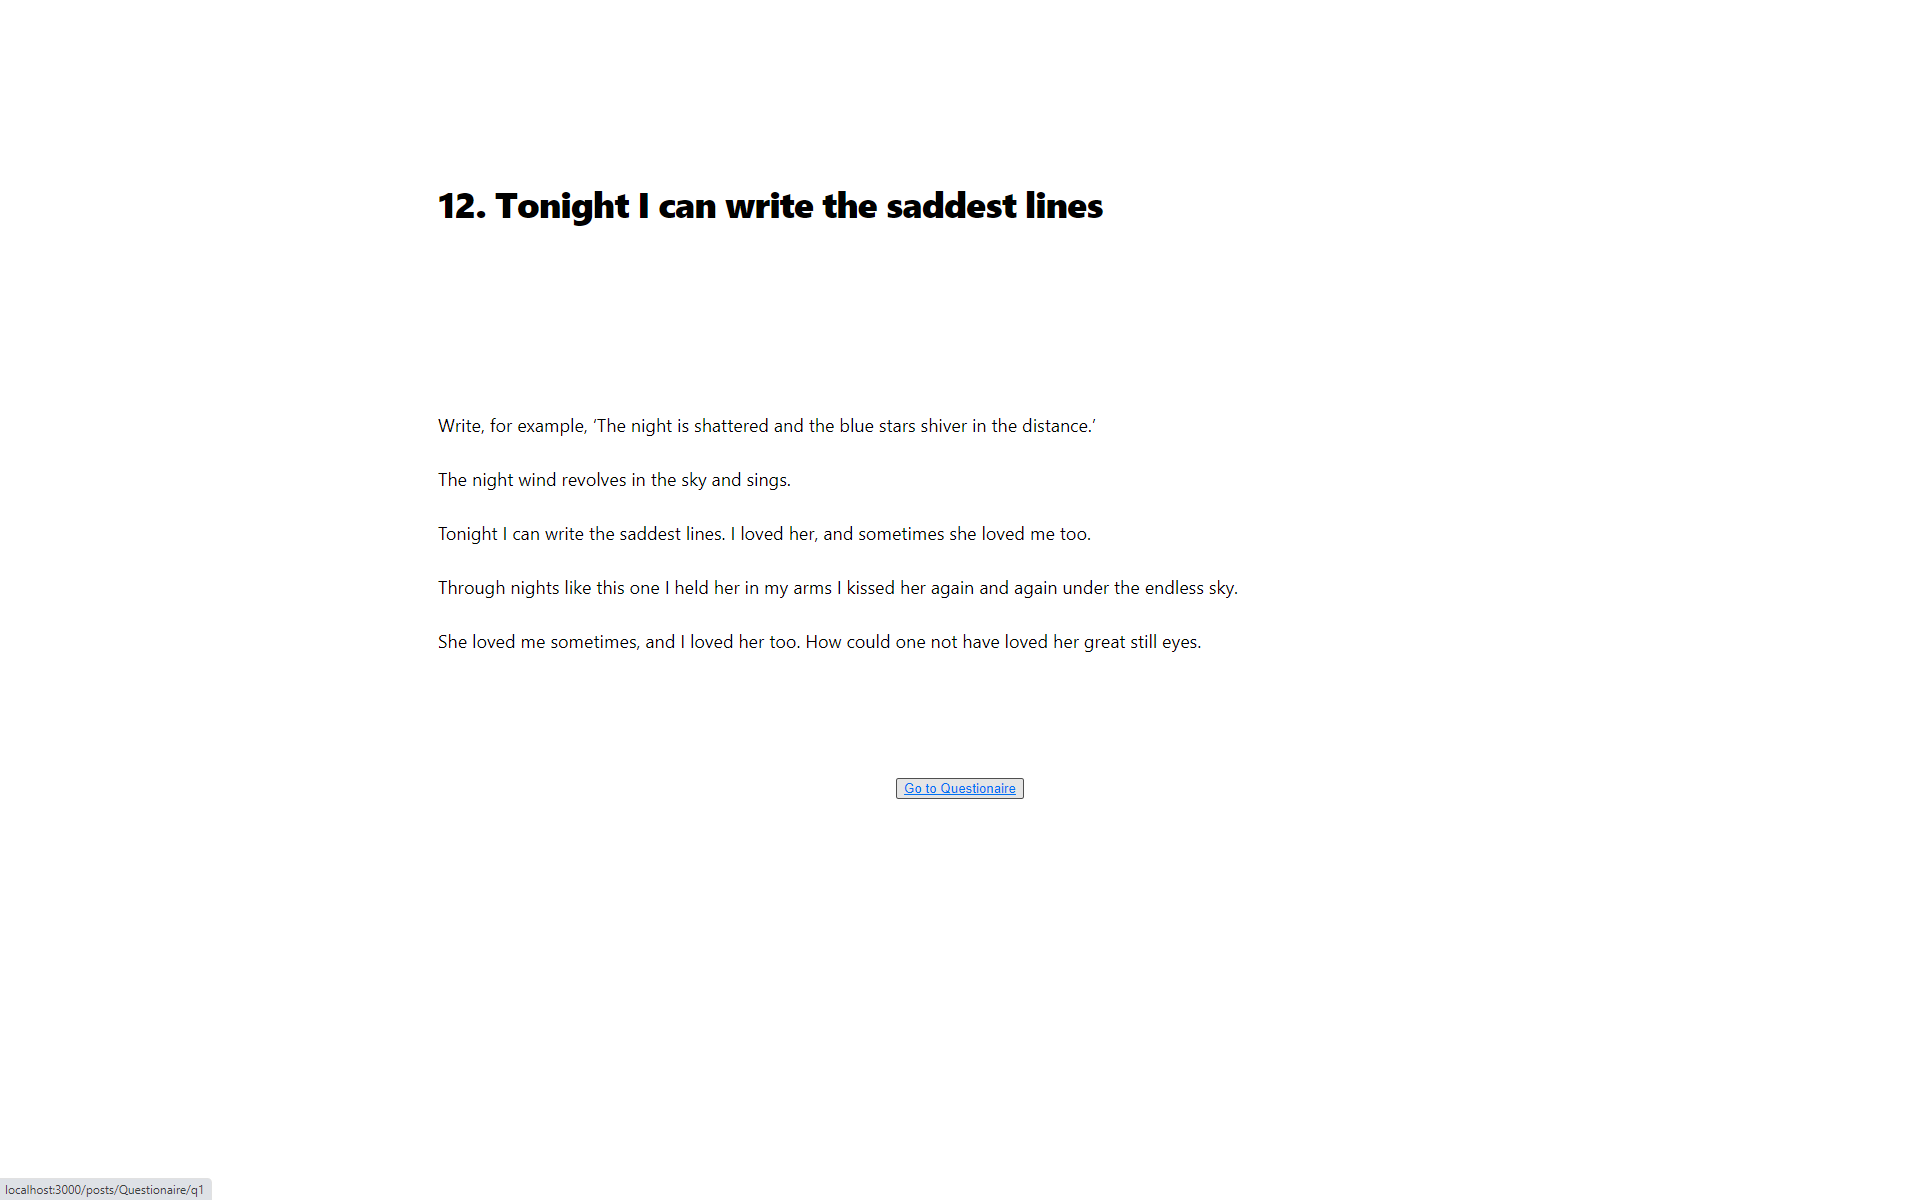 12. Tonight I can write the saddest lines
Write, for example, ‘The night is shattered and the blue stars shiver in the distance.’
The night wind revolves in the sky and sings.
Tonight I can write the saddest lines. I loved her, and sometimes she loved me too.
Through nights like this one I held her in my arms I kissed her again and again under the endless sky.
She loved me sometimes, and I loved her too. How could one not have loved her great still eyes.
Go to Questionaire
localhost:3000/posts/Questionaire/q1